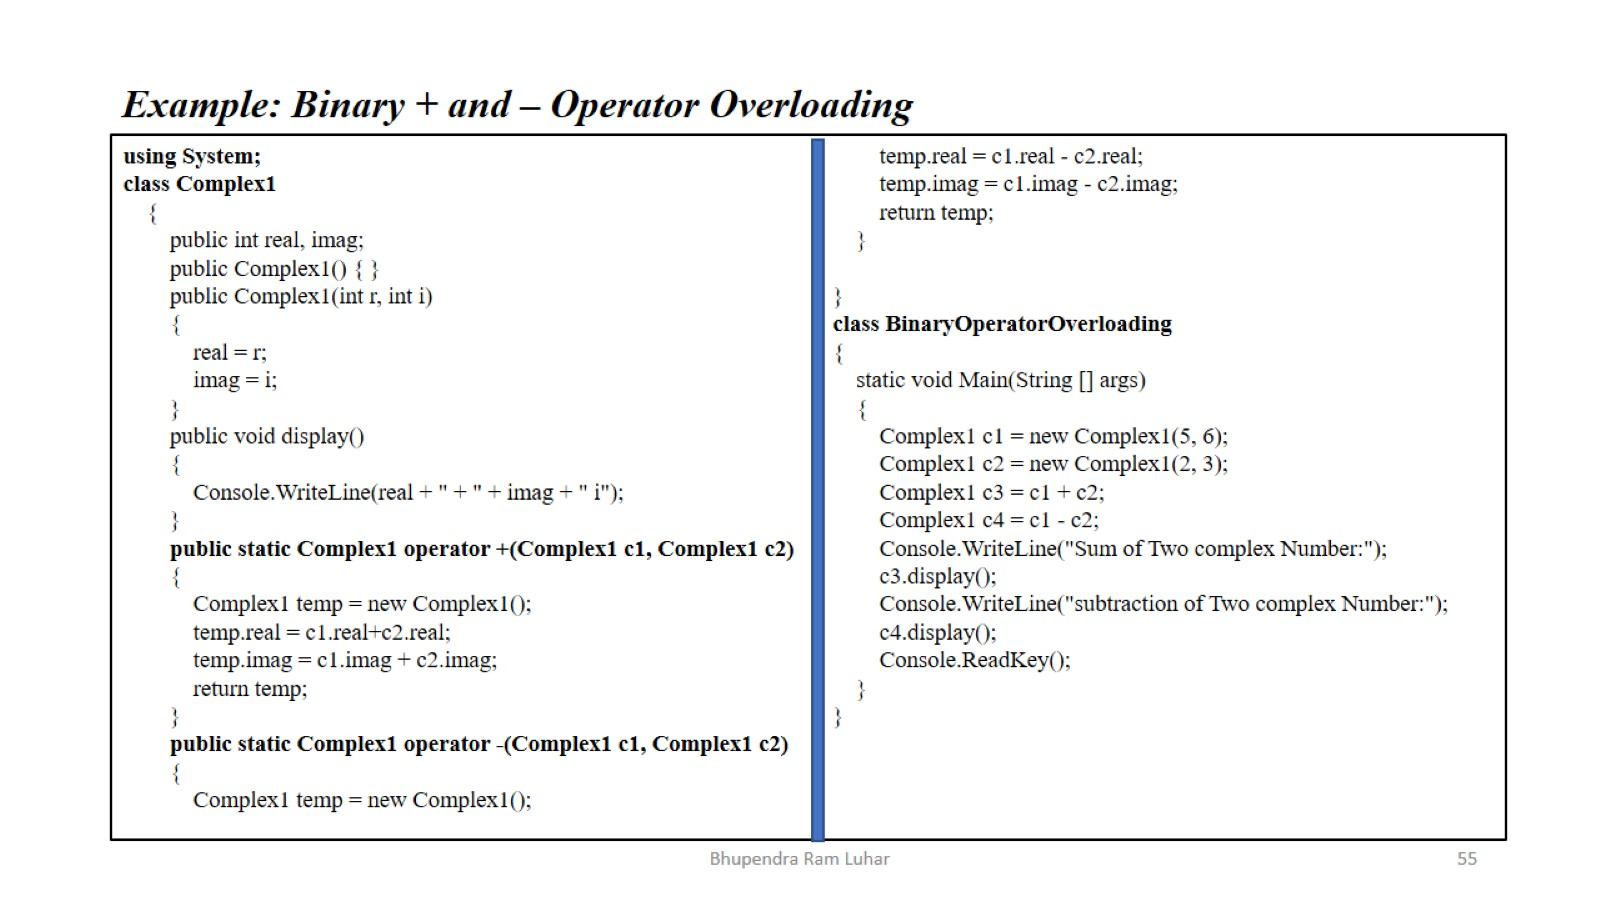 Example: Binary + and – Operator Overloading
using System;
class Complex1
{
public int real, imag;
public Complex1() { }
public Complex1(int r, int i)
{
real = r;
imag = i;
}
public void display()
{
Console.WriteLine(real + " + " + imag + " i");
}
public static Complex1 operator +(Complex1 c1, Complex1 c2)
{
Complex1 temp = new Complex1();
temp.real = c1.real+c2.real;
temp.imag = c1.imag + c2.imag;
return temp;
}
public static Complex1 operator -(Complex1 c1, Complex1 c2)
{
Complex1 temp = new Complex1();
temp.real = c1.real - c2.real;
temp.imag = c1.imag - c2.imag;
return temp;
}
}
class BinaryOperatorOverloading
{
static void Main(String [] args)
{
Complex1 c1 = new Complex1(5, 6);
Complex1 c2 = new Complex1(2, 3);
Complex1 c3 = c1 + c2;
Complex1 c4 = c1 - c2;
Console.WriteLine("Sum of Two complex Number:");
c3.display();
Console.WriteLine("subtraction of Two complex Number:");
c4.display();
Console.ReadKey();
}
}
Bhupendra Ram Luhar
55